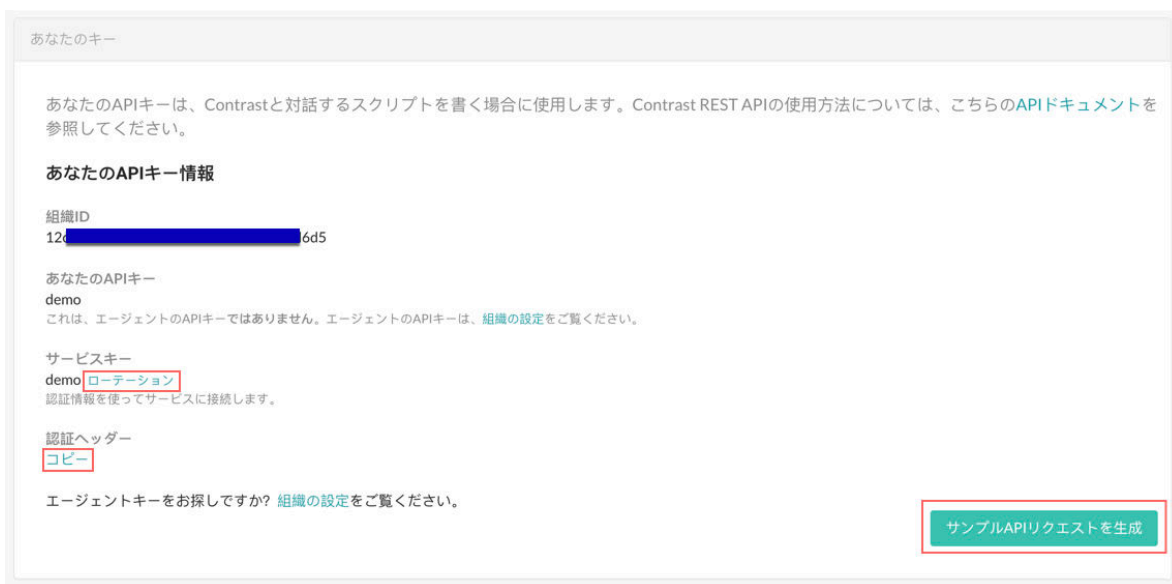 あなたのキー
あなたのAPIキーは、Contrastと対話するスクリプトを書く場合に使用します。Contrast REST APIの使用方法については、こちらのAPIドキュメントを
参照してください。
あなたのAPIキー情報
組織ID
12 6d5
あなたのAPIキー
demo
これは、エージェントのAPIキーではありません。エージェントのAPIキーは、組織の設定をご覧ください。
サービスキー
demo ローテーション
認証情報を使ってサービスに接続します。
認証ヘッダー
コピー
エージェントキーをお探しですか? 組織の設定をご覧ください。
サンプルAPIリクエストを生成